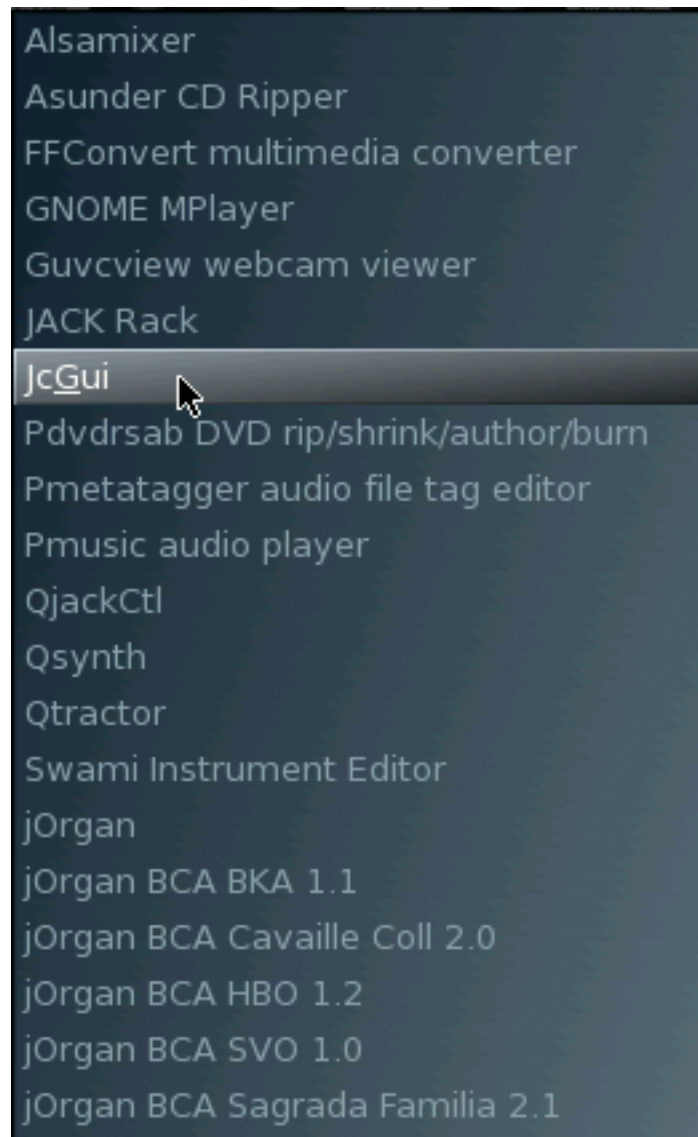 Alsamixer
Asunder CD Ripper
FFConvert multimedia converter
GNOME MPlayer
Guvcview webcam viewer
JACK Rack
JcGui
Pdvdrsab DVD rip/shrink/author/burn
Pmetatagger audio file tag editor
Pmusic audio player
QjackCtl
Qsynth
Qtractor
Swami Instrument Editor
jOrgan
jOrgan BCA BKA 1.1
jOrgan BCA Cavaille Coll 2.0
jOrgan BCA HBO 1.2
jOrgan BCA SVO 1.0
jOrgan BCA Sagrada Familia 2.1